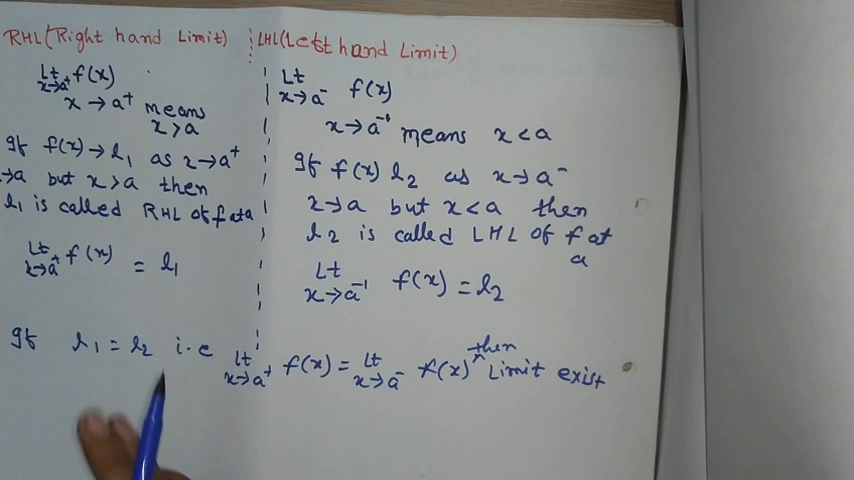 RHL(Right hand Limit)
Lt f(x)
x→a⁺
x → a⁺ means
x>a
If f(x)→l₁ as x→a⁺
→a but x>a then
l₁ is called RHL of f at a
Lt f(x) = l₁
x→a⁺
LHL(Left hand Limit)
Lt f(x)
x→a⁻
x→a⁻ means x<a
If f(x) l₂ as x→a⁻
x→a but x<a then
l₂ is called LHL of f at
a
Lt f(x) = l₂
x→a⁻
If l₁ = l₂ i.e Lt f(x) = Lt f(x) then Limit exist
x→a⁺ x→a⁻